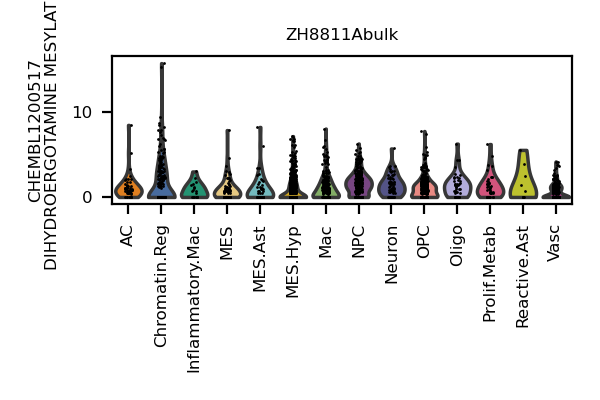 ZH8811Abulk
CHEMBL1200517
DIHYDROERGOTAMINE MESYLAT
10
0
AC
Chromatin.Reg
Inflammatory.Mac
MES
MES.Ast
MES.Hyp
Mac
NPC
Neuron
OPC
Oligo
Prolif.Metab
Reactive.Ast
Vasc